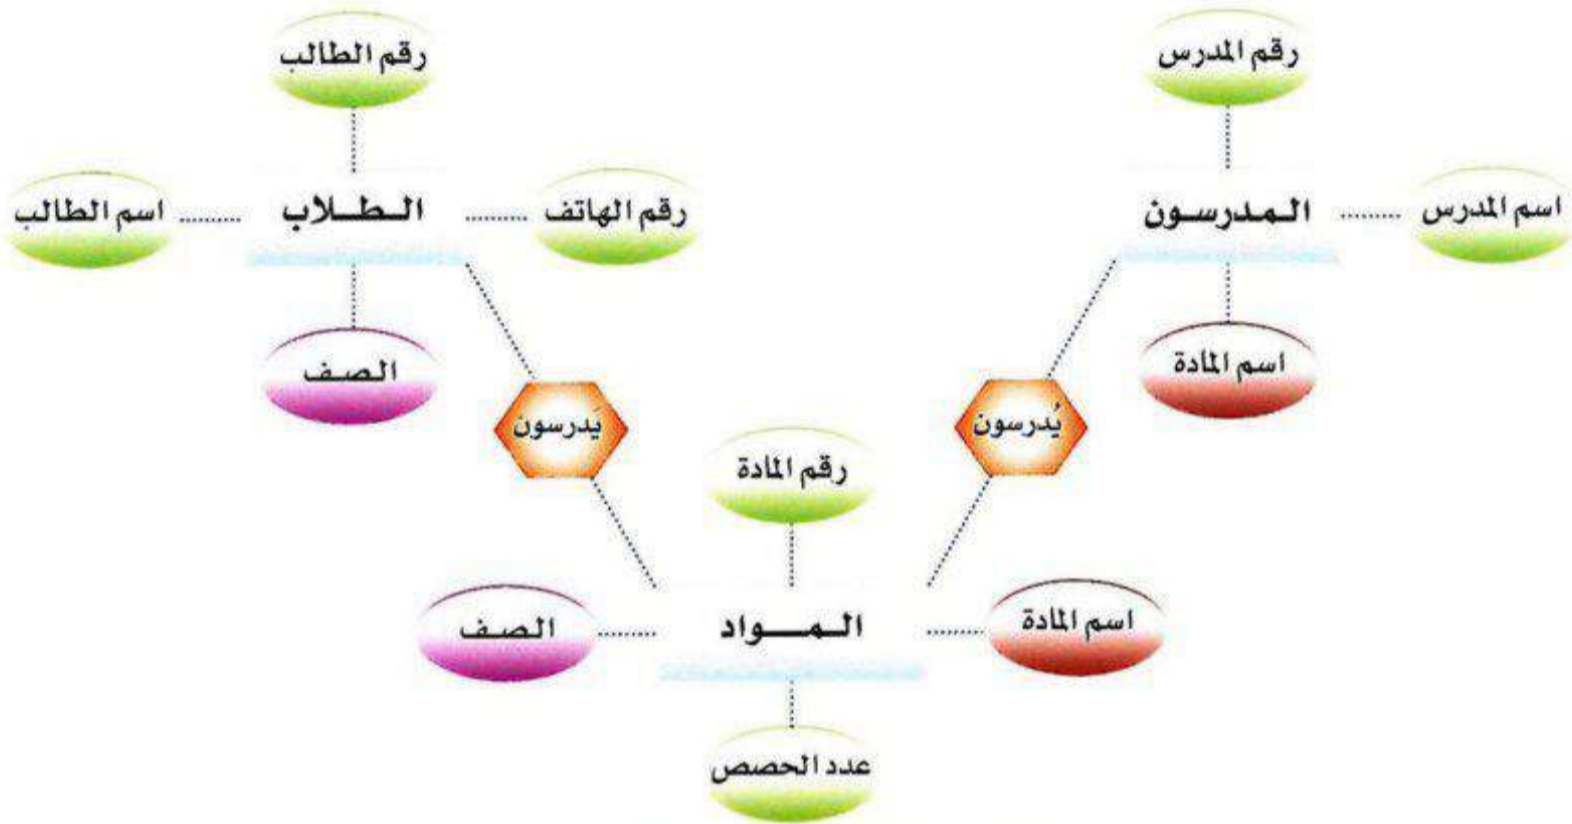 رقم المدرس
رقم الطالب
اسم المدرس
المدرسون
رقم الهاتف
الطلاب
اسم الطالب
اسم المادة
الصف
يُدرسون
يَدرسون
رقم المادة
اسم المادة
المواد
الصف
عدد الحصص